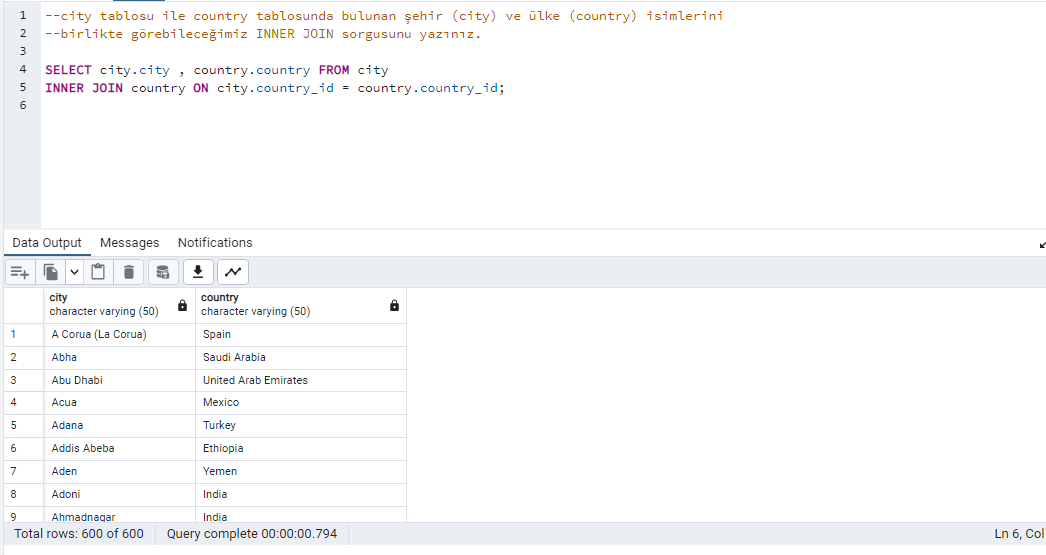 1 --city tablosu ile country tablosunda bulunan şehir (city) ve ülke (country) isimlerini
2 --birlikte görebileceğimiz INNER JOIN sorgusunu yazınız.
3
4 SELECT city.city , country.country FROM city
5 INNER JOIN country ON city.country_id = country.country_id;
6
Data Output Messages Notifications
city country
character varying (50) character varying (50)
1 A Corua (La Corua) Spain
2 Abha Saudi Arabia
3 Abu Dhabi United Arab Emirates
4 Acua Mexico
5 Adana Turkey
6 Addis Abeba Ethiopia
7 Aden Yemen
8 Adoni India
9 Ahmadnagar India
Total rows: 600 of 600 Query complete 00:00:00.794 Ln 6, Col